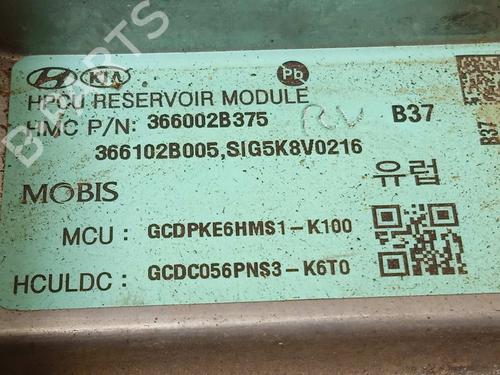 HYUNDAI KIA Pb
HPCU RESERVOIR MODULE
HMC P/N: 366002B375 RV B37
366102B005,SIG5K8V0216
MOBIS 유럽
MCU : GCDPKE6HMS1-K100
HCULDC : GCDC056PNS3-K6T0
B37
B PARTS